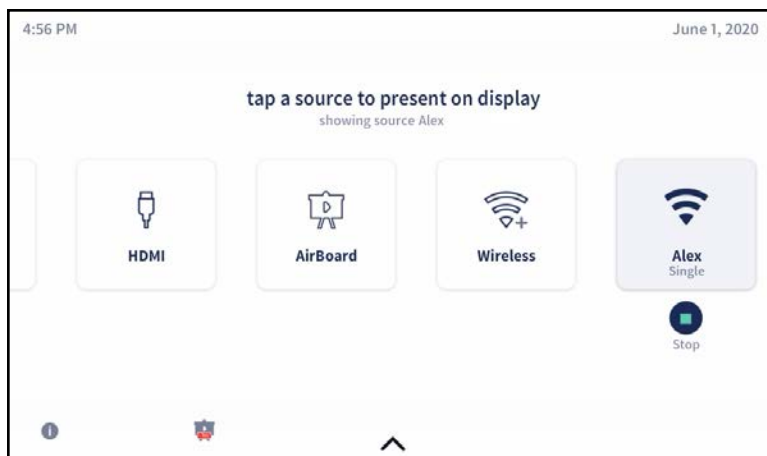 4:56 PM
June 1, 2020
tap a source to present on display
showing source Alex
HDMI
AirBoard
Wireless
Alex
Single
Stop